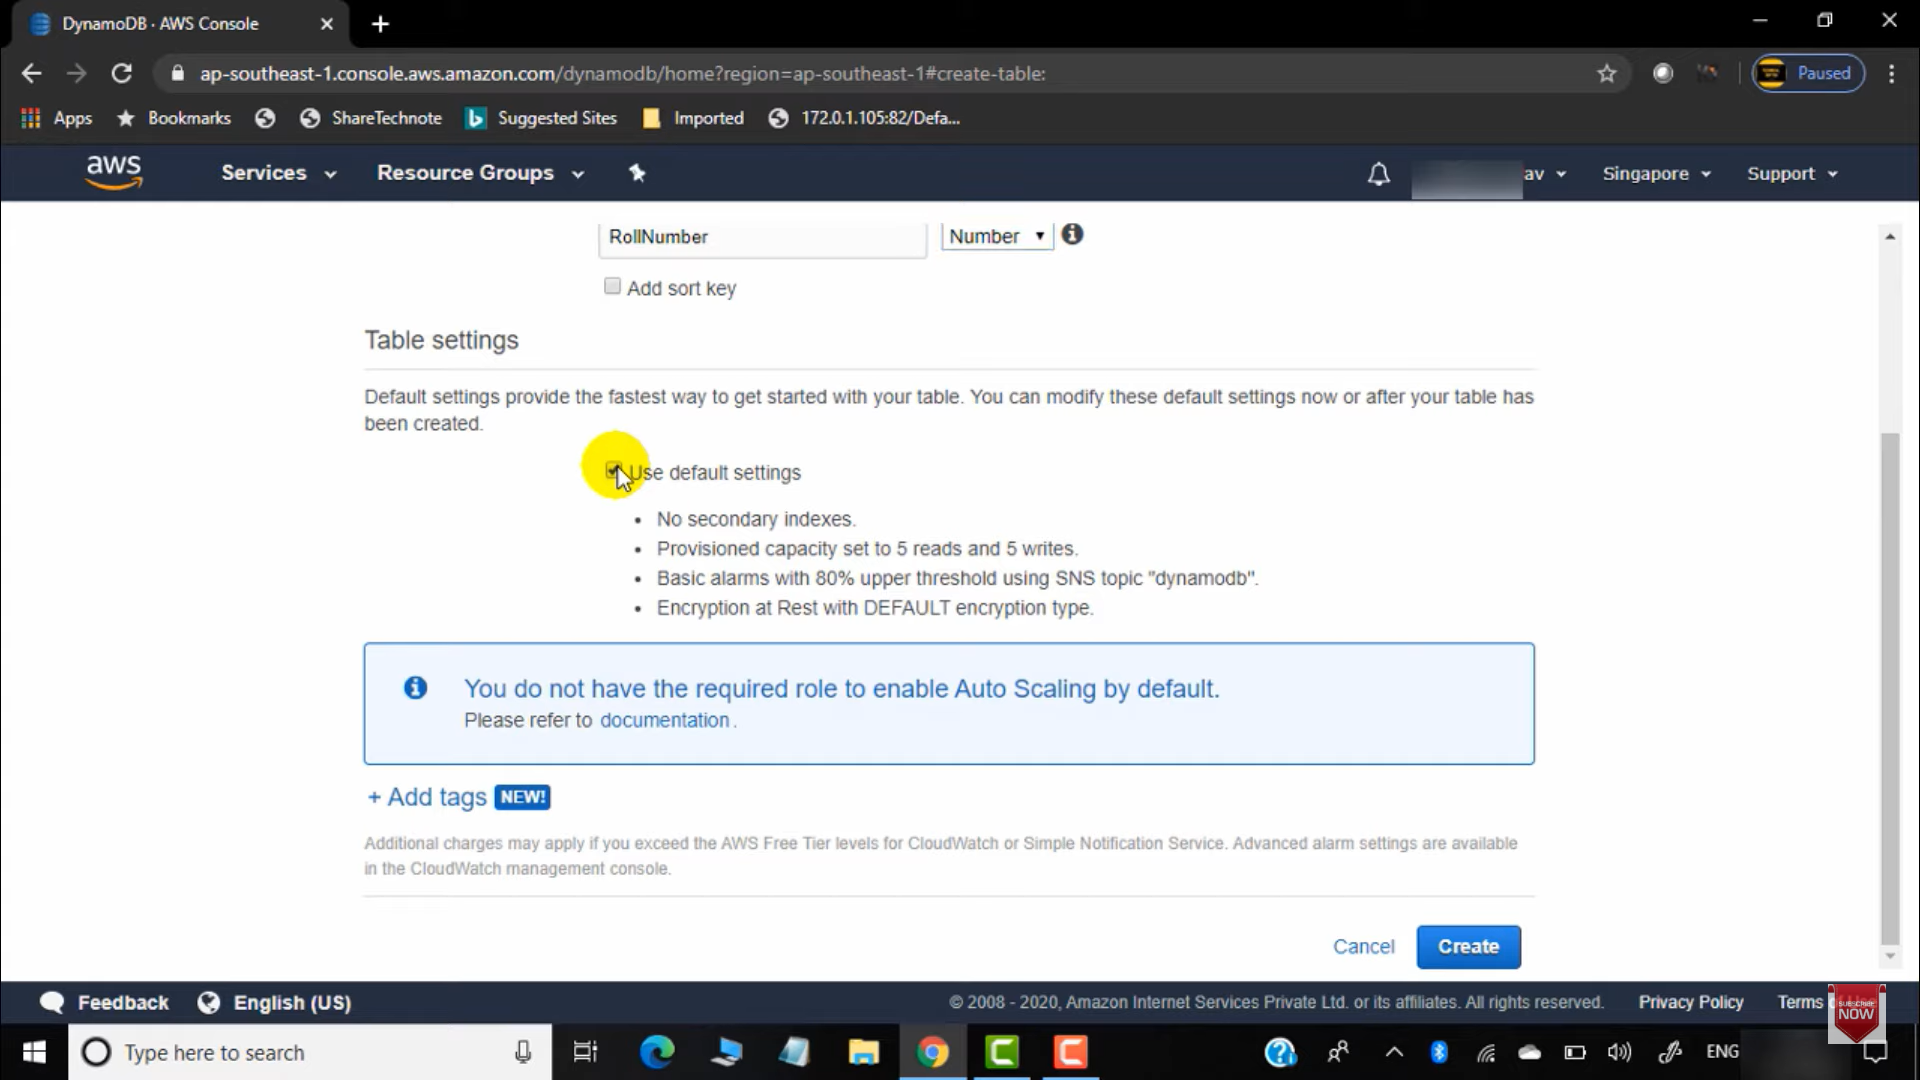 DynamoDB · AWS Console
ap-southeast-1.console.aws.amazon.com/dynamodb/home?region=ap-southeast-1#create-table:
Paused
Apps
Bookmarks
ShareTechnote
Suggested Sites
Imported
172.0.1.105:82/Defa...
aws
Services
Resource Groups
av
Singapore
Support
RollNumber
Number
Add sort key
Table settings
Default settings provide the fastest way to get started with your table. You can modify these default settings now or after your table has
been created.
Use default settings
• No secondary indexes.
• Provisioned capacity set to 5 reads and 5 writes.
• Basic alarms with 80% upper threshold using SNS topic "dynamodb".
• Encryption at Rest with DEFAULT encryption type.
You do not have the required role to enable Auto Scaling by default.
Please refer to documentation .
+ Add tags NEW!
Additional charges may apply if you exceed the AWS Free Tier levels for CloudWatch or Simple Notification Service. Advanced alarm settings are available
in the CloudWatch management console.
Cancel
Create
Feedback
English (US)
© 2008 - 2020, Amazon Internet Services Private Ltd. or its affiliates. All rights reserved.
Privacy Policy
Terms
SUBSCRIBE
NOW
Type here to search
ENG